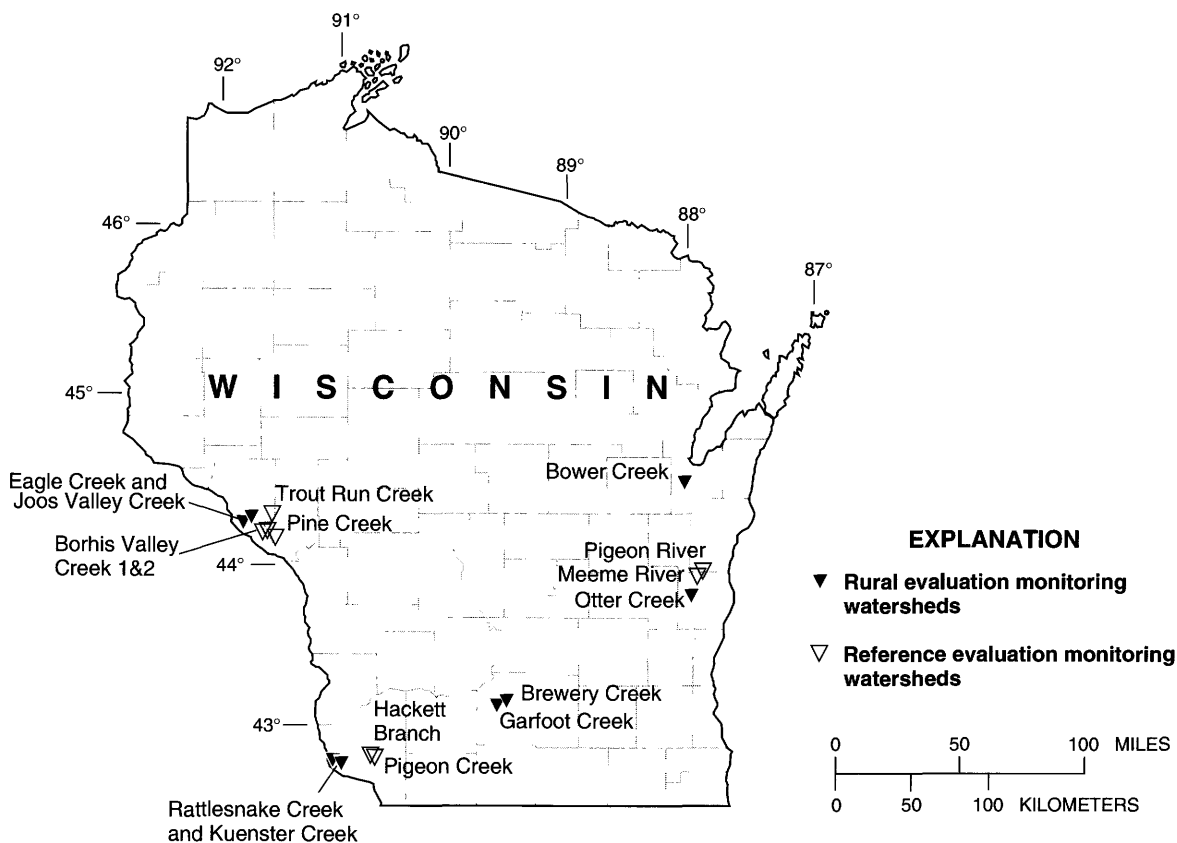 91°
92°
90°
89°
88°
46°
87°
45°
WISCONSIN
Bower Creek
Eagle Creek and
Joos Valley Creek
Trout Run Creek
Pine Creek
Borhis Valley
Creek 1&2
44°
Pigeon River
Meeme River
Otter Creek
EXPLANATION
Rural evaluation monitoring
watersheds
Reference evaluation monitoring
watersheds
Brewery Creek
Garfoot Creek
Hackett
Branch
43°
Pigeon Creek
Rattlesnake Creek
and Kuenster Creek
0 50 100 MILES
0 50 100 KILOMETERS